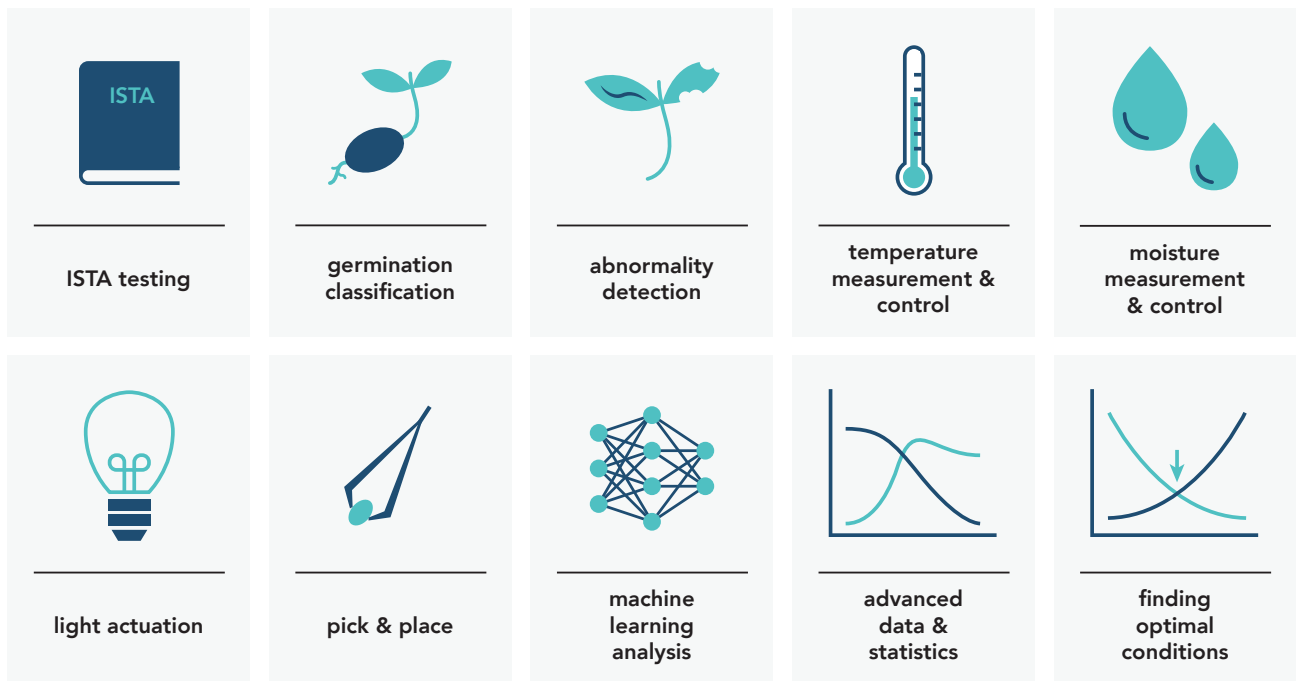 ISTA
ISTA testing
germination
classification
abnormality
detection
temperature
measurement &
control
moisture
measurement
& control
light actuation
pick & place
machine
learning
analysis
advanced
data &
statistics
finding
optimal
conditions